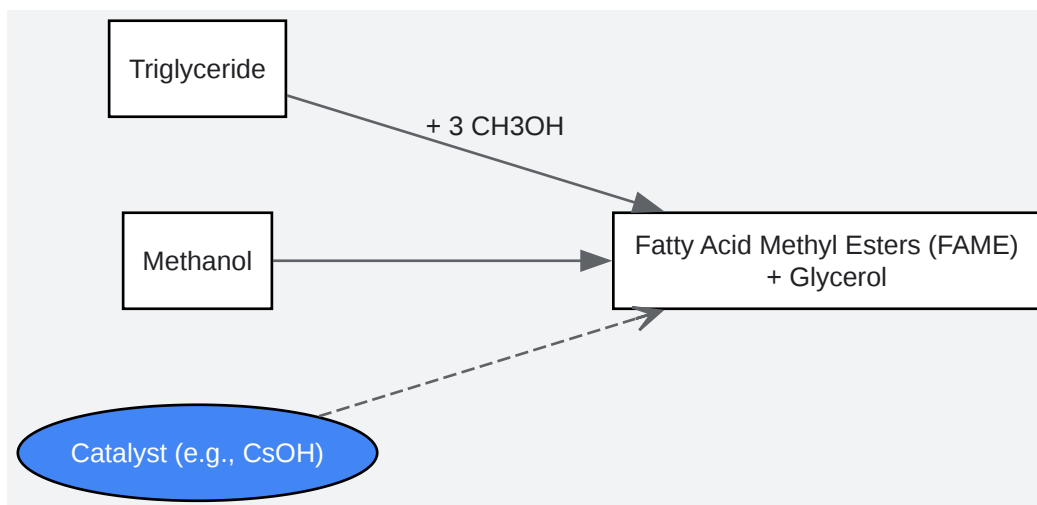 Triglyceride
+ 3 CH3OH
Methanol
Fatty Acid Methyl Esters (FAME)
+ Glycerol
Catalyst (e.g., CsOH)